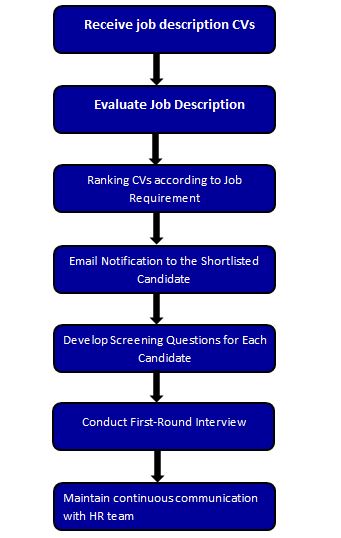 Receive job description CVs
Evaluate Job Description
Ranking CVs according to Job
Requirement
Email Notification to the Shortlisted
Candidate
Develop Screening Questions for Each
Candidate
Conduct First-Round Interview
Maintain continuous communication
with HR team